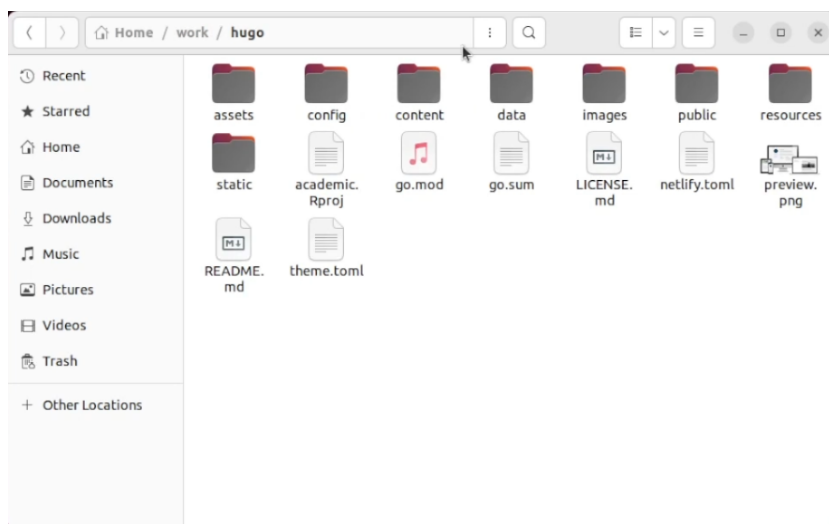 Home / work / hugo
Recent
Starred
Home
Documents
Downloads
Music
Pictures
Videos
Trash
Other Locations
assets config content data images public resources
static academic. go.mod go.sum LICENSE. netlify.toml preview.
Rproj md png
README. theme.toml
md